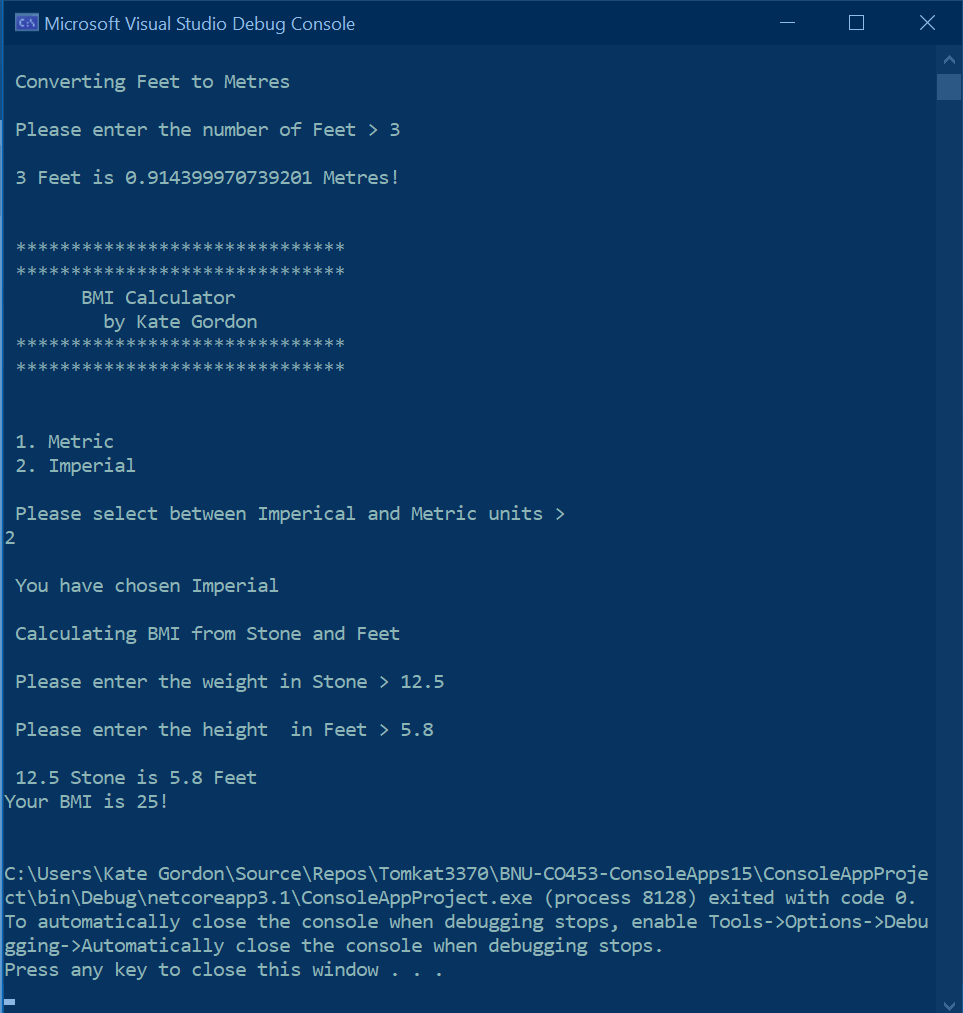 C:\ Microsoft Visual Studio Debug Console
Converting Feet to Metres
Please enter the number of Feet > 3
3 Feet is 0.914399970739201 Metres!
******************************
******************************
BMI Calculator
by Kate Gordon
******************************
******************************
1. Metric
2. Imperial
Please select between Imperical and Metric units >
2
You have chosen Imperial
Calculating BMI from Stone and Feet
Please enter the weight in Stone > 12.5
Please enter the height  in Feet > 5.8
12.5 Stone is 5.8 Feet
Your BMI is 25!
C:\Users\Kate Gordon\Source\Repos\Tomkat3370\BNU-CO453-ConsoleApps15\ConsoleAppProje
ct\bin\Debug\netcoreapp3.1\ConsoleAppProject.exe (process 8128) exited with code 0.
To automatically close the console when debugging stops, enable Tools->Options->Debu
gging->Automatically close the console when debugging stops.
Press any key to close this window . . .